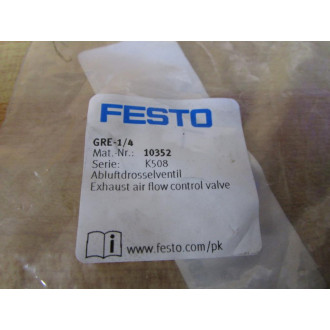 FESTO
GRE-1/4
Mat.-Nr.: 10352
Serie: K508
Abluftdrosselventil
Exhaust air flow control valve
www.festo.com/pk